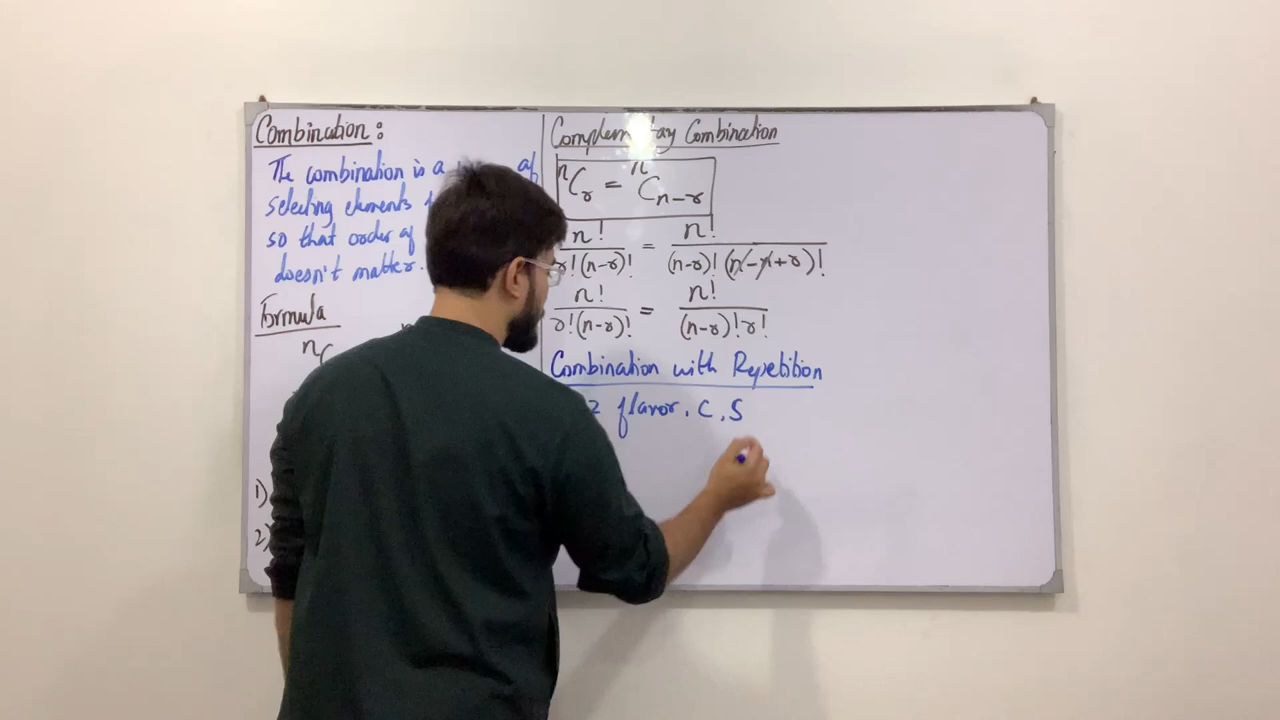 Combination :
The combination is a of
selecting elements
so that order of
doesn't matter.
Formula
nC
1)
2)
Complementary Combination
nCr = nCn-r
n! / r!(n-r)! = n! / (n-r)!(n-n+r)!
n! / r!(n-r)! = n! / (n-r)!r!
Combination with Repetition
2 flavor. C, S